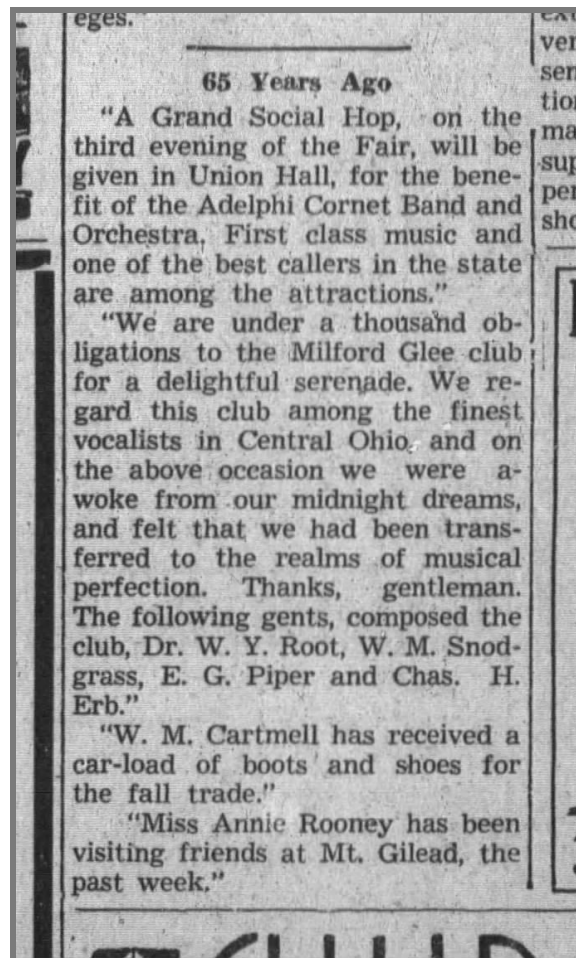 eges."
65 Years Ago
"A Grand Social Hop, on the
third evening of the Fair, will be
given in Union Hall, for the bene-
fit of the Adelphi Cornet Band and
Orchestra, First class music and
one of the best callers in the state
are among the attractions."
"We are under a thousand ob-
ligations to the Milford Glee club
for a delightful serenade. We re-
gard this club among the finest
vocalists in Central Ohio, and on
the above occasion we were a-
woke from our midnight dreams,
and felt that we had been trans-
ferred to the realms of musical
perfection. Thanks, gentleman.
The following gents, composed the
club, Dr. W. Y. Root, W. M. Snod-
grass, E. G. Piper and Chas. H.
Erb."
"W. M. Cartmell has received a
car-load of boots and shoes for
the fall trade."
"Miss Annie Rooney has been
visiting friends at Mt. Gilead, the
past week."